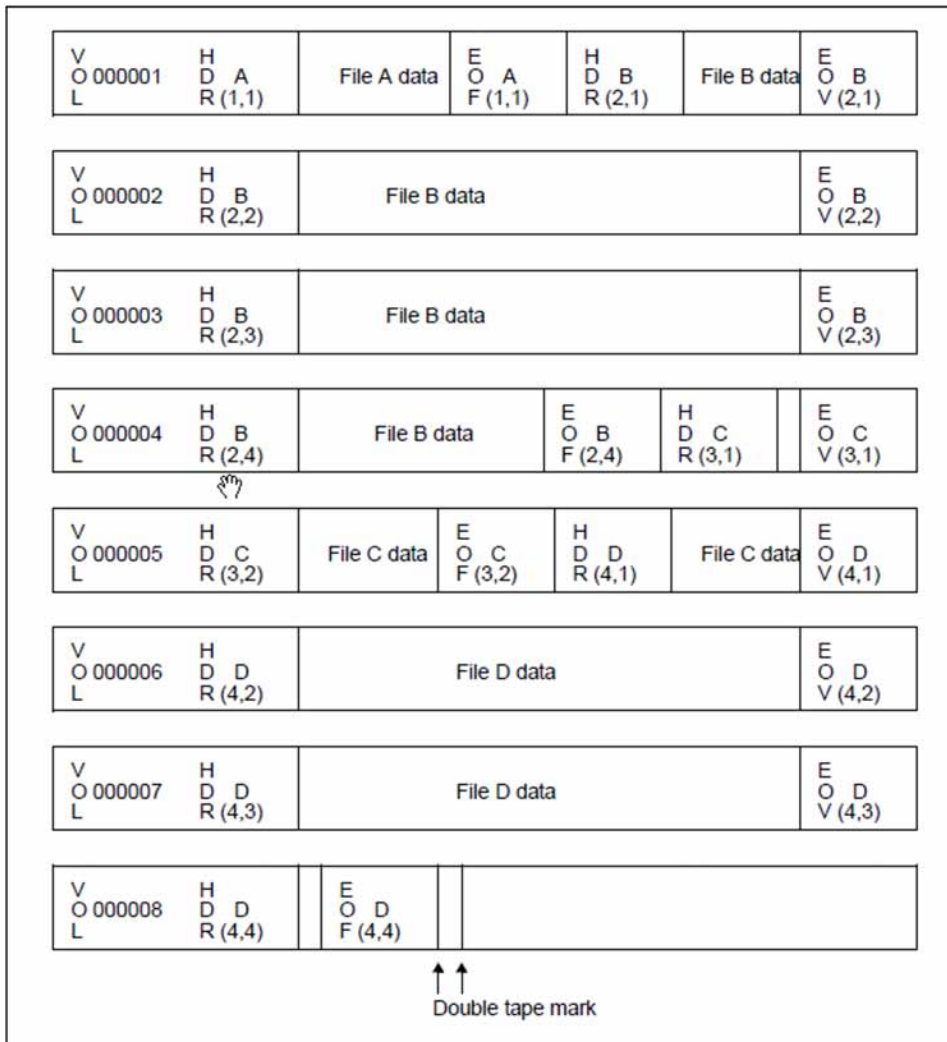 V H E H E
O 000001 D A File A data O A D B File B data O B
L R (1,1) F (1,1) R (2,1) V (2,1)
V H E
O 000002 D B File B data O B
L R (2,2) V (2,2)
V H E
O 000003 D B File B data O B
L R (2,3) V (2,3)
V H E H E
O 000004 D B File B data O B D C O C
L R (2,4) F (2,4) R (3,1) V (3,1)
V H E H E
O 000005 D C File C data O C D D File C data O D
L R (3,2) F (3,2) R (4,1) V (4,1)
V H E
O 000006 D D File D data O D
L R (4,2) V (4,2)
V H E
O 000007 D D File D data O D
L R (4,3) V (4,3)
V H E
O 000008 D D O D
L R (4,4) F (4,4)
Double tape mark